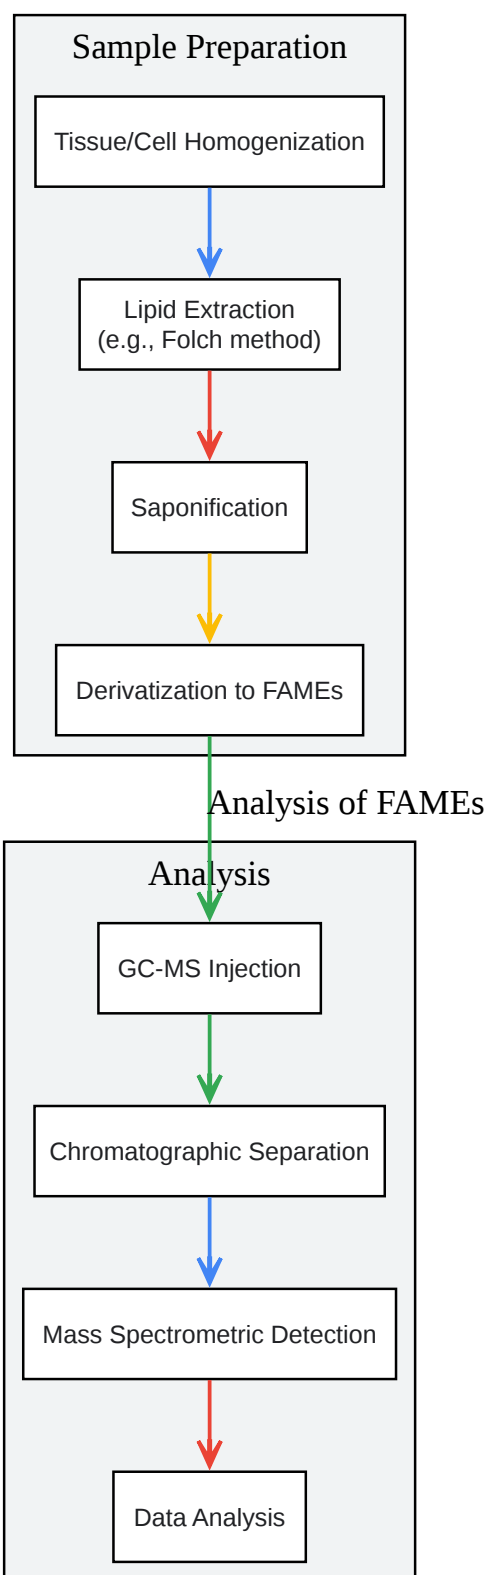 Sample Preparation
Tissue/Cell Homogenization
Lipid Extraction
(e.g., Folch method)
Saponification
Derivatization to FAMEs
Analysis of FAMEs
Analysis
GC-MS Injection
Chromatographic Separation
Mass Spectrometric Detection
Data Analysis